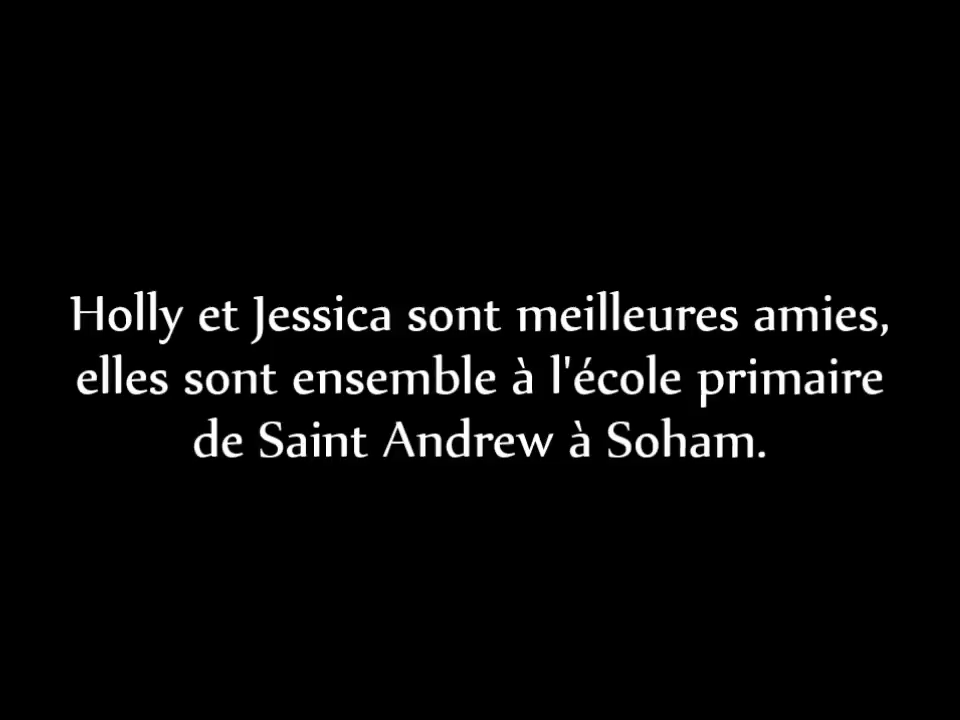 Holly et Jessica sont meilleures amies,
elles sont ensemble à l'école primaire
de Saint Andrew à Soham.